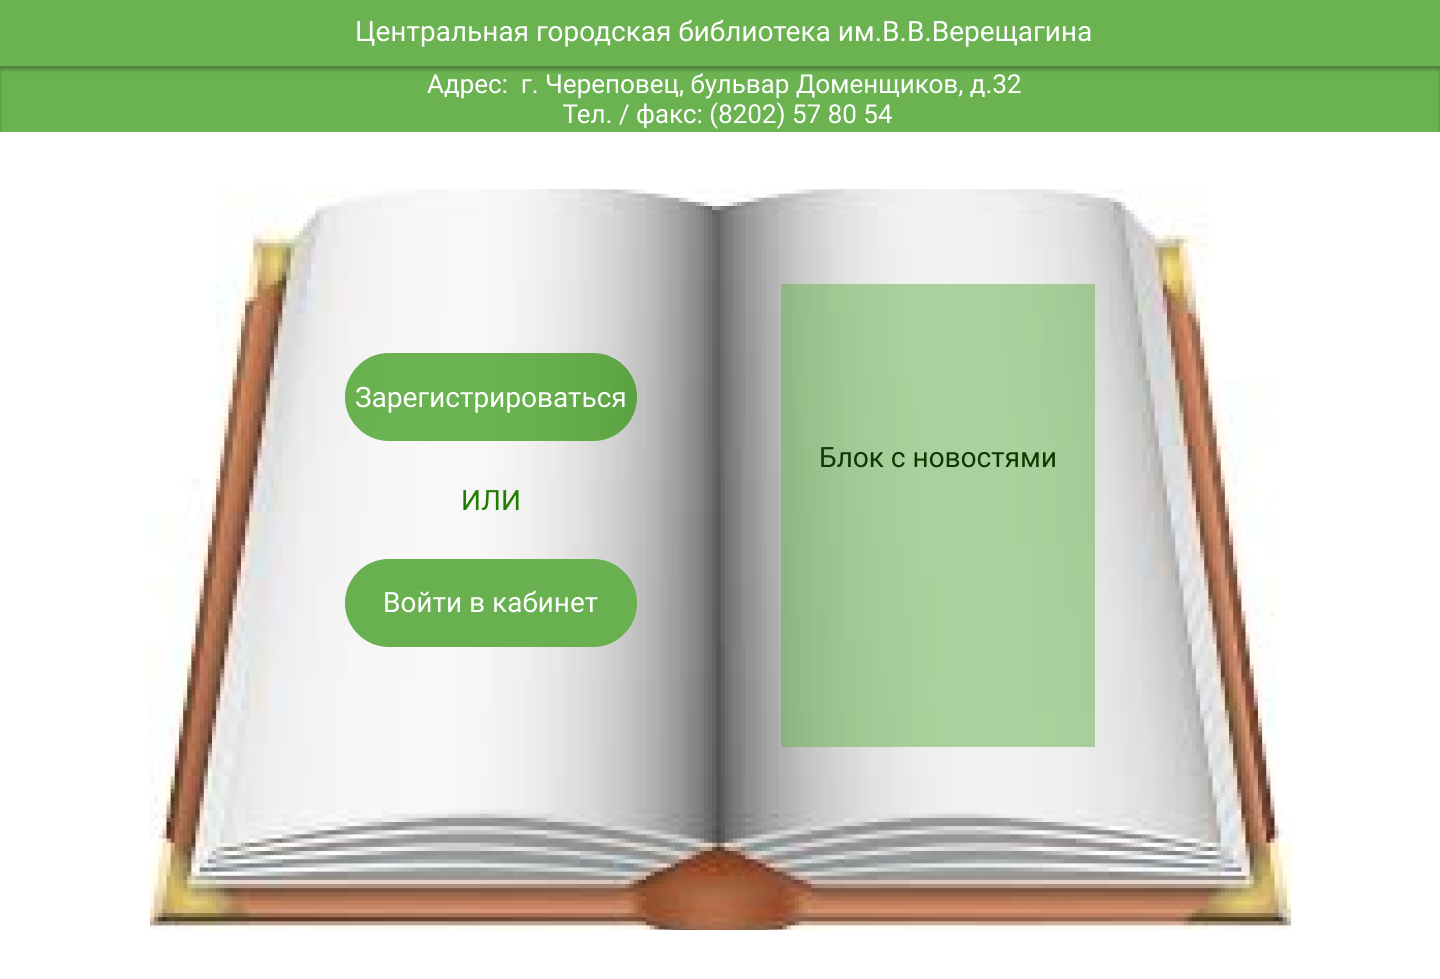 Центральная городская библиотека им.В.В.Верещагина
Адрес:  г. Череповец, бульвар Доменщиков, д.32
Тел. / факс: (8202) 57 80 54
Зарегистрироваться
ИЛИ
Войти в кабинет
Блок с новостями